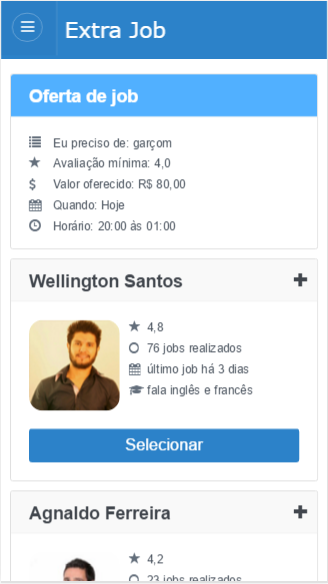 Extra Job
Oferta de job
Eu preciso de: garçom
Avaliação mínima: 4,0
Valor oferecido: R$ 80,00
Quando: Hoje
Horário: 20:00 às 01:00
Wellington Santos
4,8
76 jobs realizados
último job há 3 dias
fala inglês e francês
Selecionar
Agnaldo Ferreira
4,2
23 jobs realizados